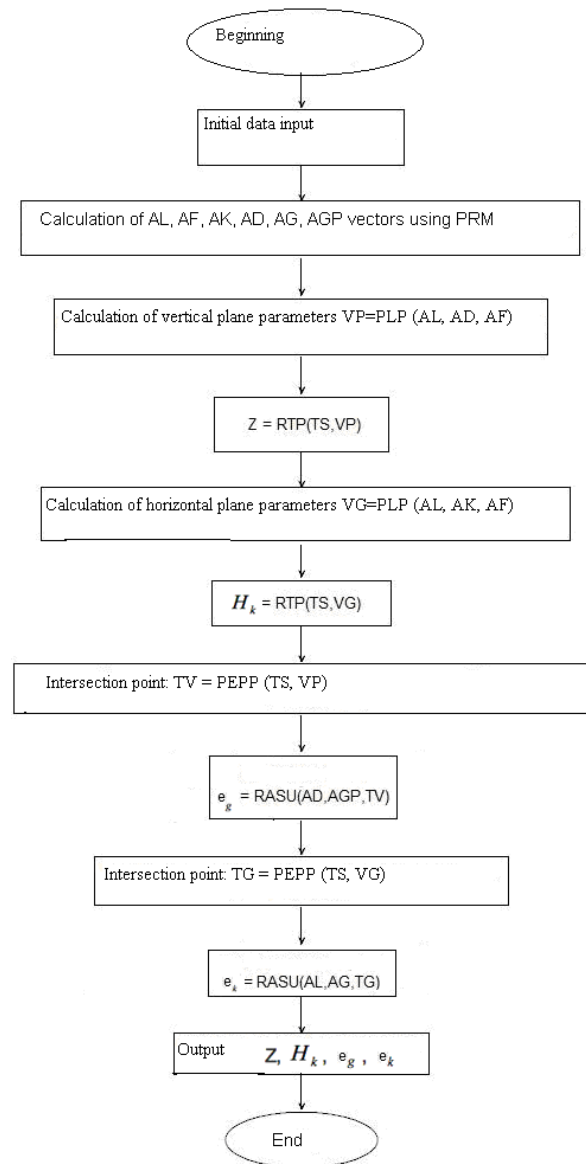 Beginning
Initial data input
Calculation of AL, AF, AK, AD, AG, AGP vectors using PRM
Calculation of vertical plane parameters VP=PLP (AL, AD, AF)
Z = RTP(TS,VP)
Calculation of horizontal plane parameters VG=PLP (AL, AK, AF)
H_k = RTP(TS,VG)
Intersection point: TV = PEPP (TS, VP)
e_g = RASU(AD,AGP,TV)
Intersection point: TG = PEPP (TS, VG)
e_k = RASU(AL,AG,TG)
Output Z, H_k, e_g, e_k
End